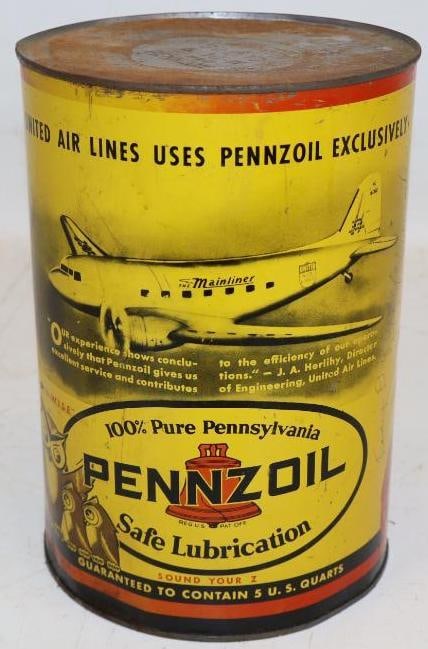 UNITED AIR LINES USES PENNZOIL EXCLUSIVELY
THE Mainliner
"Our experience shows conclu-
sively that Pennzoil gives us
excellent service and contributes
to the efficiency of our opera-
tions." — J. A. Herlihy, Director
of Engineering, United Air Lines.
100% Pure Pennsylvania
PENNZOIL
REG U.S. PAT OFF.
Safe Lubrication
SOUND YOUR Z
GUARANTEED TO CONTAIN 5 U. S. QUARTS